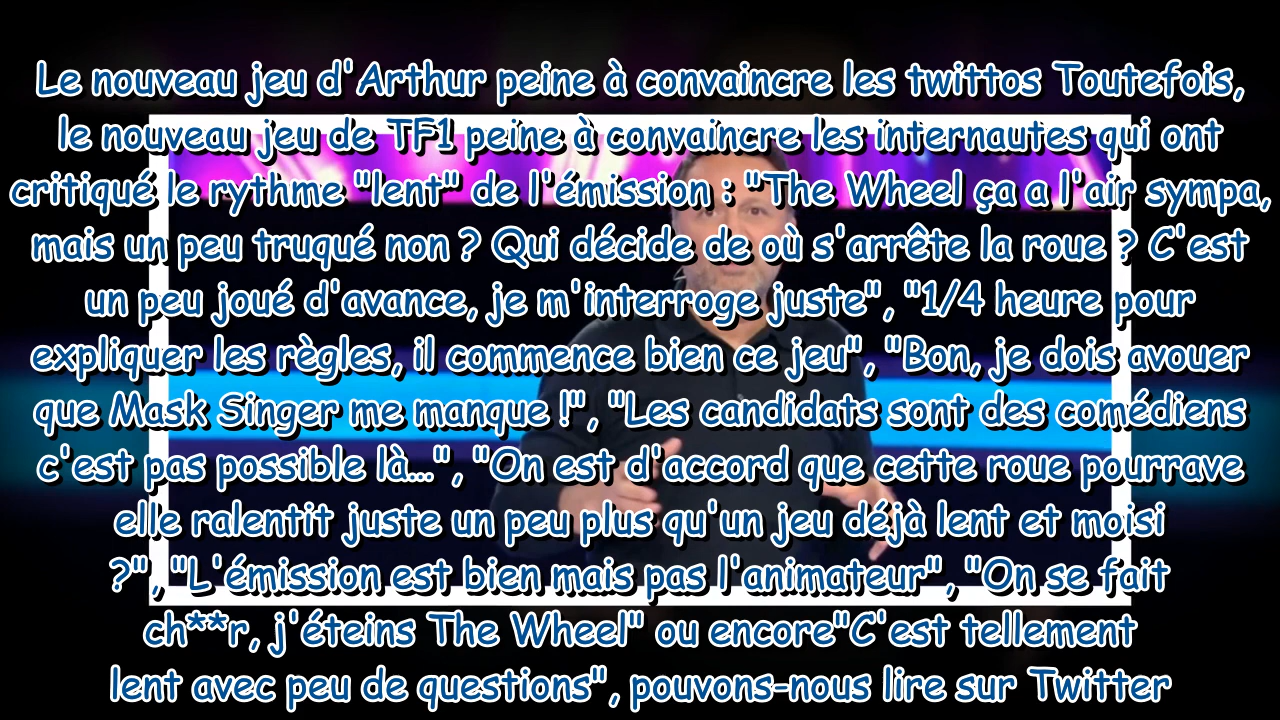 Le nouveau jeu d'Arthur peine à convaincre les twittos Toutefois,
le nouveau jeu de TF1 peine à convaincre les internautes qui ont
critiqué le rythme "lent" de l'émission : "The Wheel ça a l'air sympa,
mais un peu truqué non ? Qui décide de où s'arrête la roue ? C'est
un peu joué d'avance, je m'interroge juste", "1/4 heure pour
expliquer les règles, il commence bien ce jeu", "Bon, je dois avouer
que Mask Singer me manque !", "Les candidats sont des comédiens
c'est pas possible là...", "On est d'accord que cette roue pourrave
elle ralentit juste un peu plus qu'un jeu déjà lent et moisi
?", "L'émission est bien mais pas l'animateur", "On se fait
ch**r, j'éteins The Wheel" ou encore"C'est tellement
lent avec peu de questions", pouvons-nous lire sur Twitter